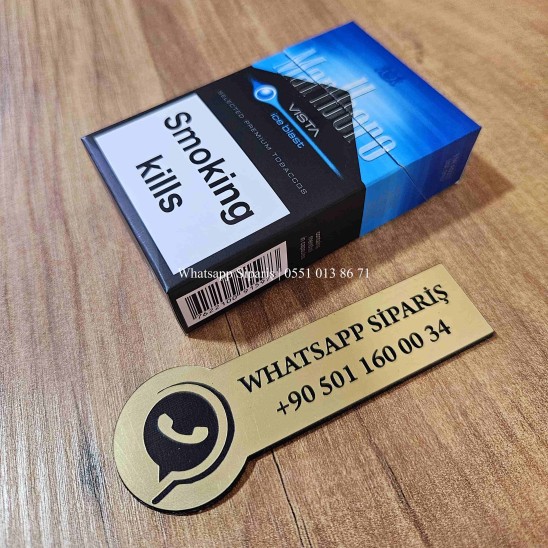 Marlboro
VISTA
ice blast
SELECTED PREMIUM TOBACCOS
Smoking
kills
Whatsapp Sipariş | 0551 013 86 71
WHATSAPP SİPARİŞ
+90 501 160 00 34